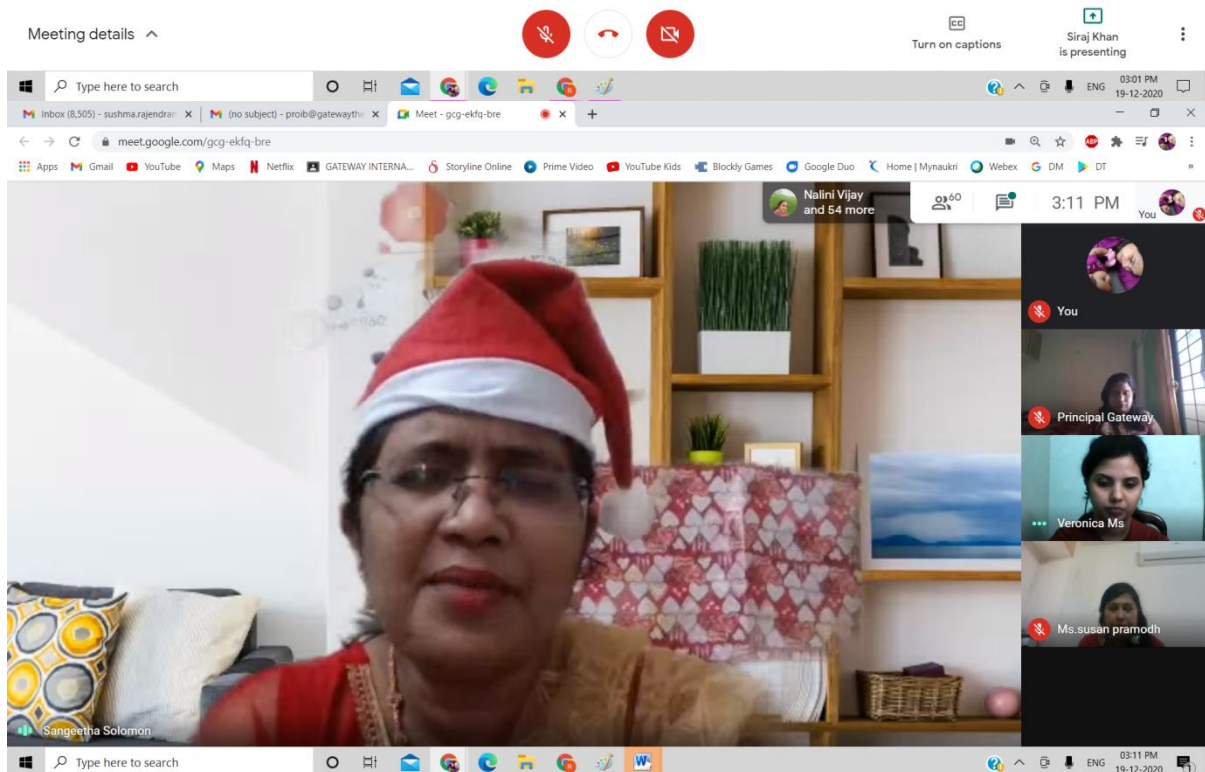 Meeting details
Turn on captions
Siraj Khan
is presenting
Type here to search
ENG
03:01 PM
19-12-2020
Inbox (8,505) - sushma.rajendran
(no subject) - proib@gatewaythe
Meet - gcg-ekfq-bre
meet.google.com/gcg-ekfq-bre
ABP
Apps
Gmail
YouTube
Maps
Netflix
GATEWAY INTERNA...
Storyline Online
Prime Video
YouTube Kids
Blockly Games
Google Duo
Home | Mynaukri
Webex
DM
DT
Nalini Vijay
and 54 more
60
3:11 PM
You
You
Principal Gateway
Veronica Ms
Ms.susan pramodh
Sangeetha Solomon
Type here to search
ENG
03:11 PM
19-12-2020